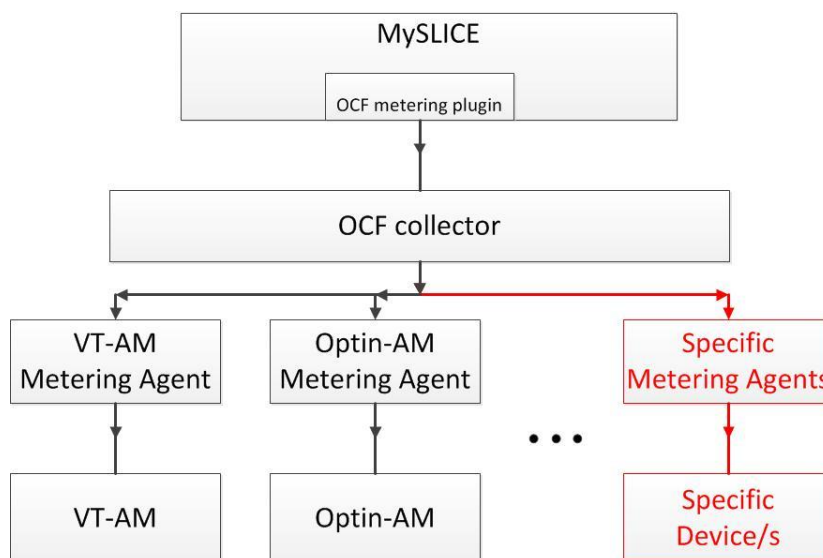 MySLICE
OCF metering plugin
OCF collector
VT-AM
Metering Agent
Optin-AM
Metering Agent
Specific
Metering Agents
...
VT-AM
Optin-AM
Specific
Device/s